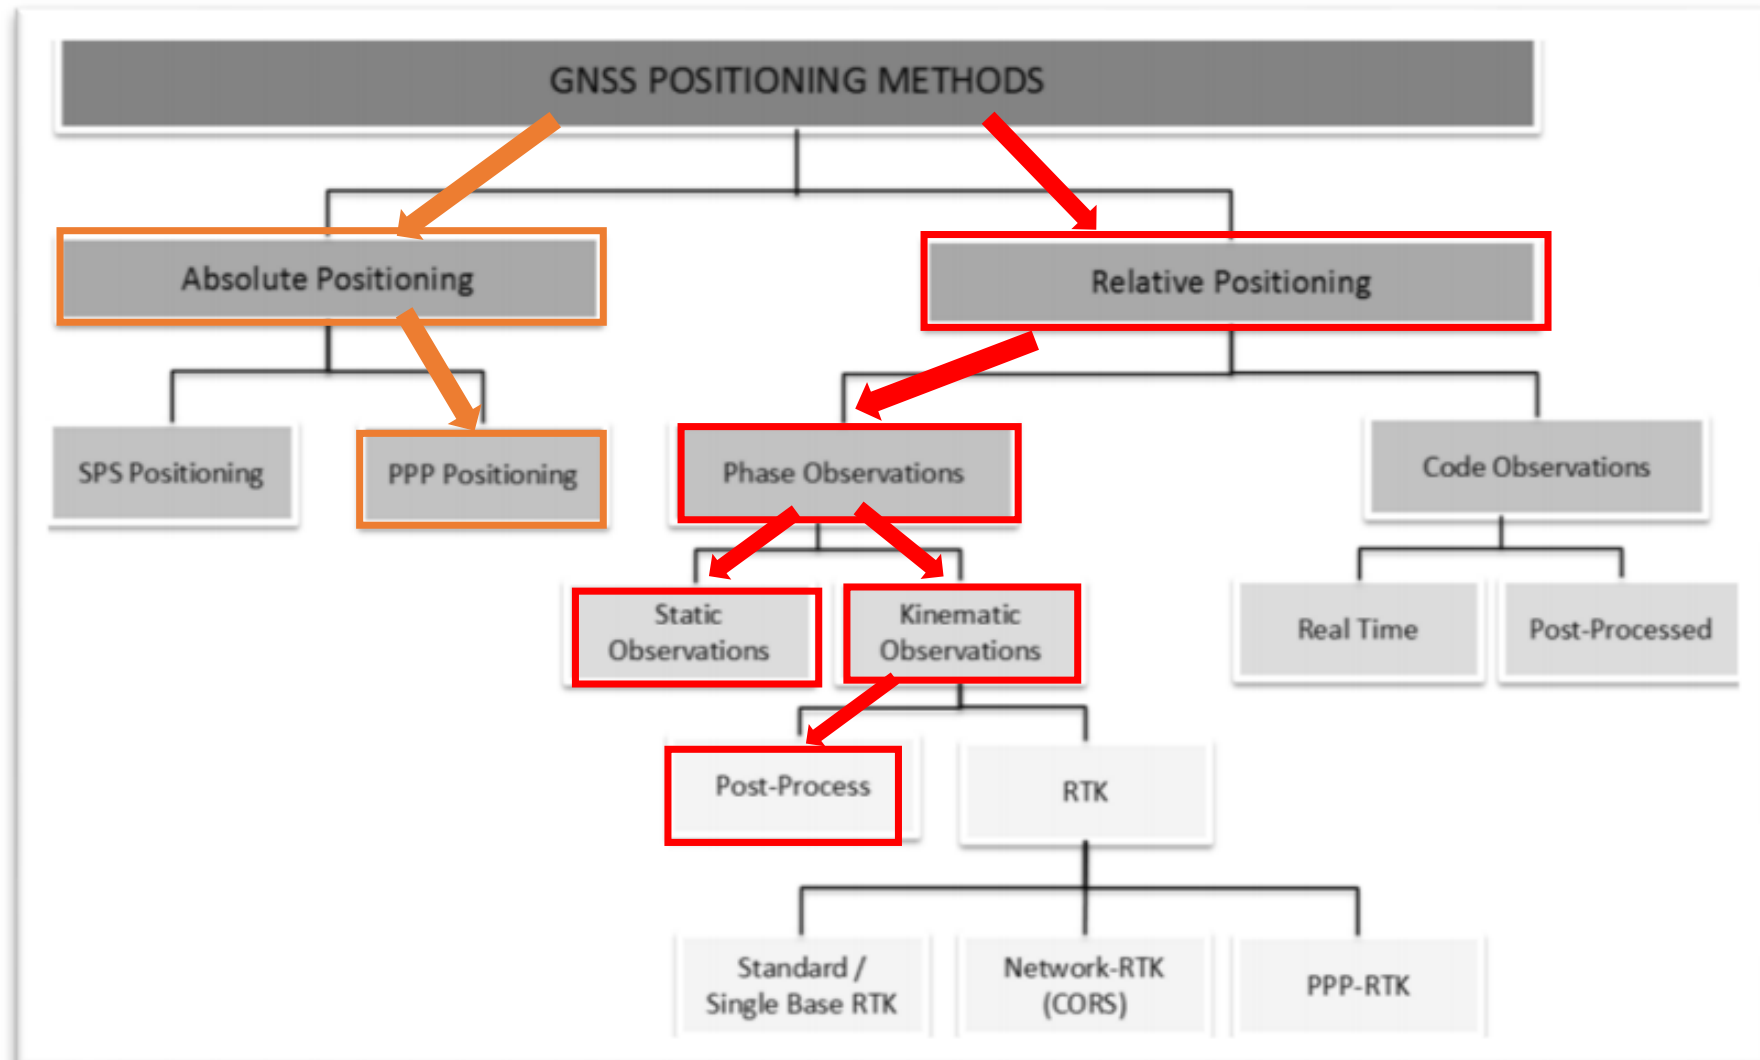 GNSS POSITIONING METHODS
Absolute Positioning
Relative Positioning
SPS Positioning
PPP Positioning
Phase Observations
Code Observations
Static
Observations
Kinematic
Observations
Real Time
Post-Processed
Post-Process
RTK
Standard /
Single Base RTK
Network-RTK
(CORS)
PPP-RTK